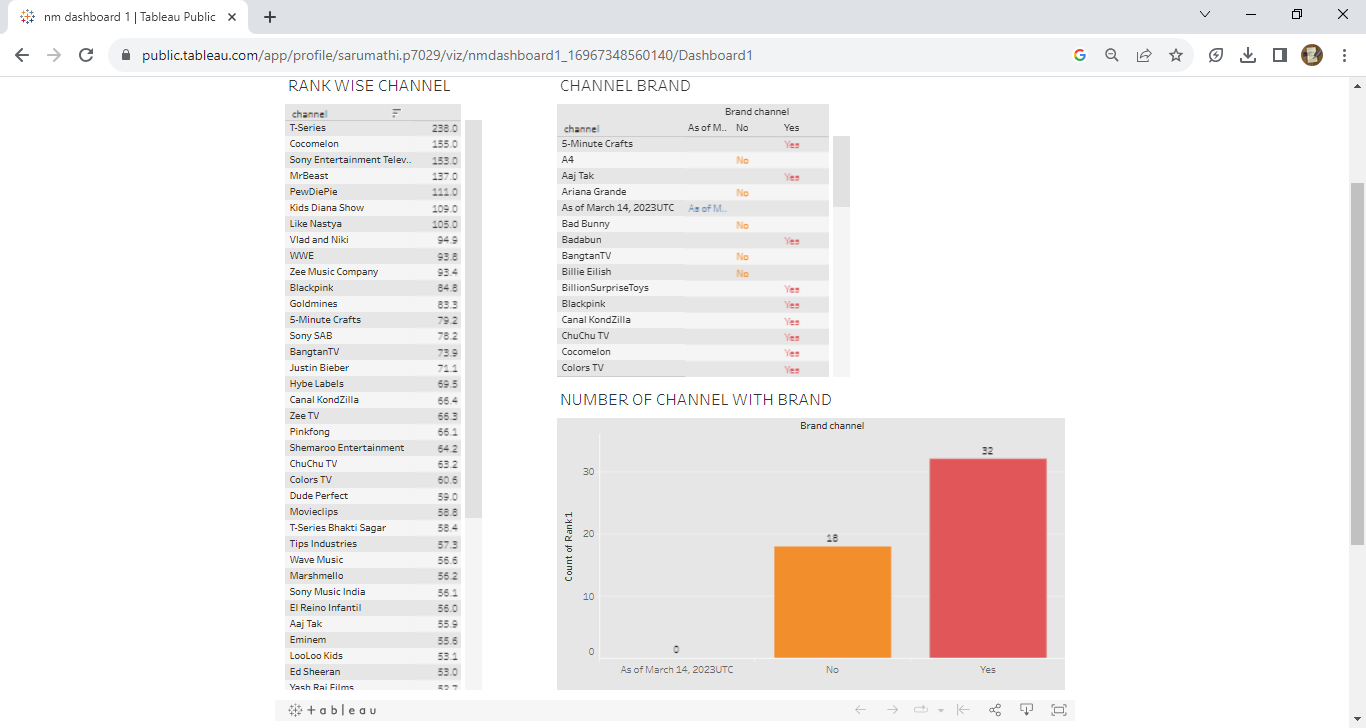 nm dashboard 1 | Tableau Public
public.tableau.com/app/profile/sarumathi.p7029/viz/nmdashboard1_16967348560140/Dashboard1
RANK WISE CHANNEL
channel
T-Series 238.0
Cocomelon 155.0
Sony Entertainment Telev.. 153.0
MrBeast 137.0
PewDiePie 111.0
Kids Diana Show 109.0
Like Nastya 105.0
Vlad and Niki 94.9
WWE 93.8
Zee Music Company 93.4
Blackpink 84.8
Goldmines 83.3
5-Minute Crafts 79.2
Sony SAB 78.2
BangtanTV 73.9
Justin Bieber 71.1
Hybe Labels 69.5
Canal KondZilla 66.4
Zee TV 66.3
Pinkfong 66.1
Shemaroo Entertainment 64.2
ChuChu TV 63.2
Colors TV 60.6
Dude Perfect 59.0
Movieclips 58.8
T-Series Bhakti Sagar 58.4
Tips Industries 57.3
Wave Music 56.6
Marshmello 56.2
Sony Music India 56.1
El Reino Infantil 56.0
Aaj Tak 55.9
Eminem 55.6
LooLoo Kids 53.1
Ed Sheeran 53.0
Yash Raj Films 52.7
CHANNEL BRAND
Brand channel
channel As of M.. No Yes
5-Minute Crafts Yes
A4 No
Aaj Tak Yes
Ariana Grande No
As of March 14, 2023UTC As of M..
Bad Bunny No
Badabun Yes
BangtanTV No
Billie Eilish No
BillionSurpriseToys Yes
Blackpink Yes
Canal KondZilla Yes
ChuChu TV Yes
Cocomelon Yes
Colors TV Yes
NUMBER OF CHANNEL WITH BRAND
Brand channel
Count of Rank1
30
20
10
0
0
18
32
As of March 14, 2023UTC No Yes
+ a b l e a u